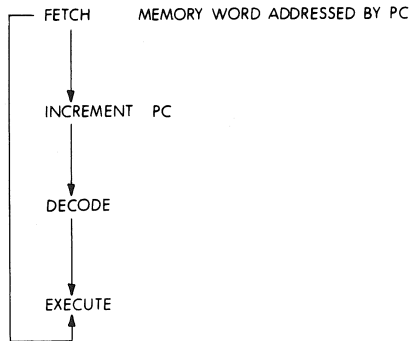 FETCH MEMORY WORD ADDRESSED BY PC
INCREMENT PC
DECODE
EXECUTE